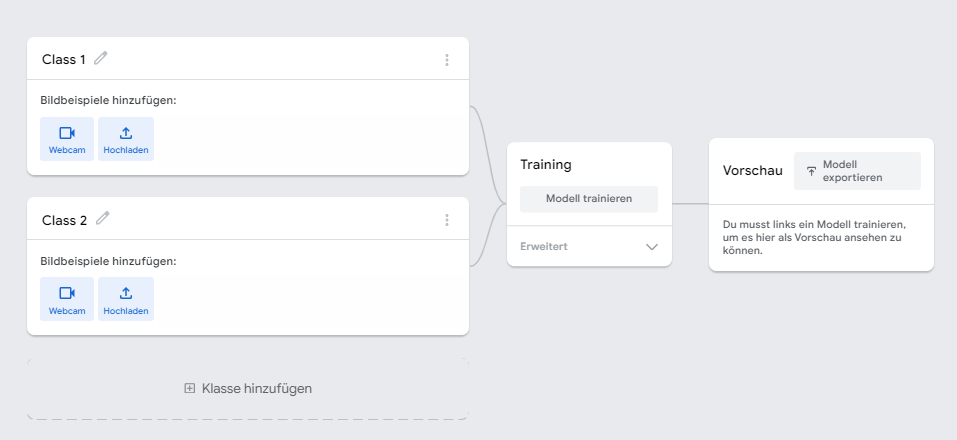 Class 1
Bildbeispiele hinzufügen:
Webcam
Hochladen
Class 2
Bildbeispiele hinzufügen:
Webcam
Hochladen
Klasse hinzufügen
Training
Modell trainieren
Erweitert
Vorschau
Modell
exportieren
Du musst links ein Modell trainieren,
um es hier als Vorschau ansehen zu
können.